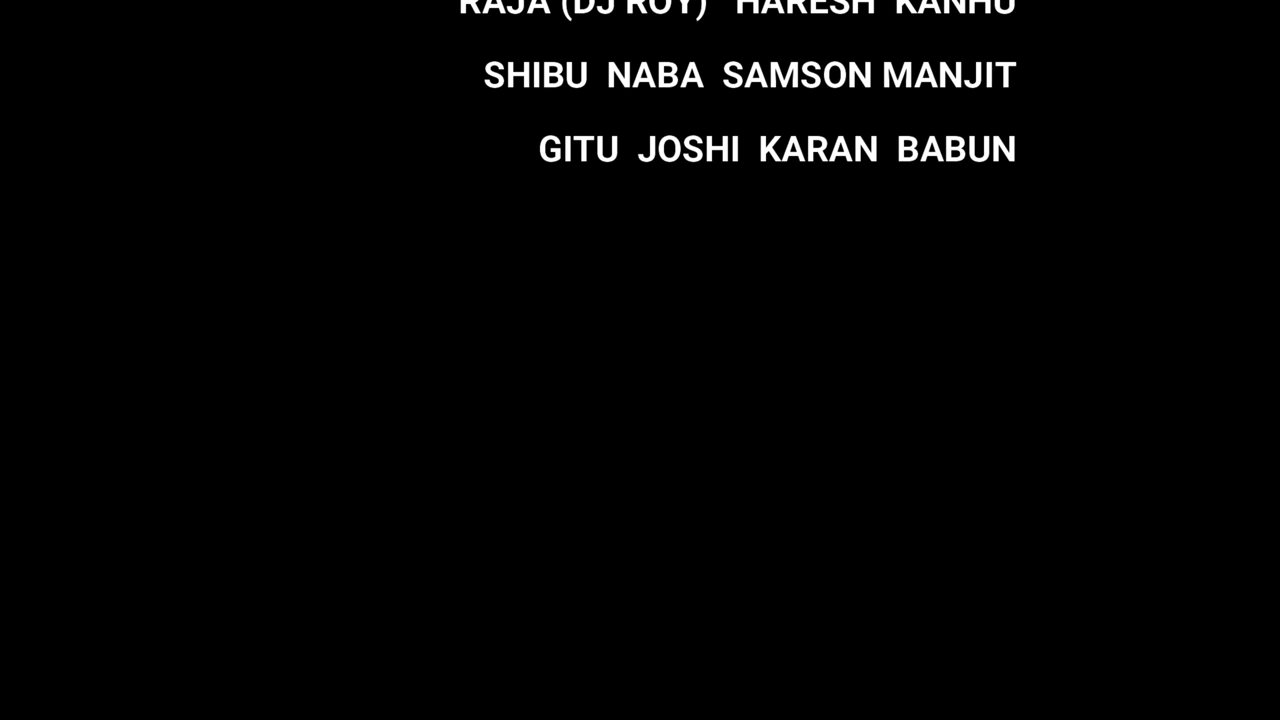 RAJA (DJ ROY) HARESH KANHU
SHIBU NABA SAMSON MANJIT
GITU JOSHI KARAN BABUN